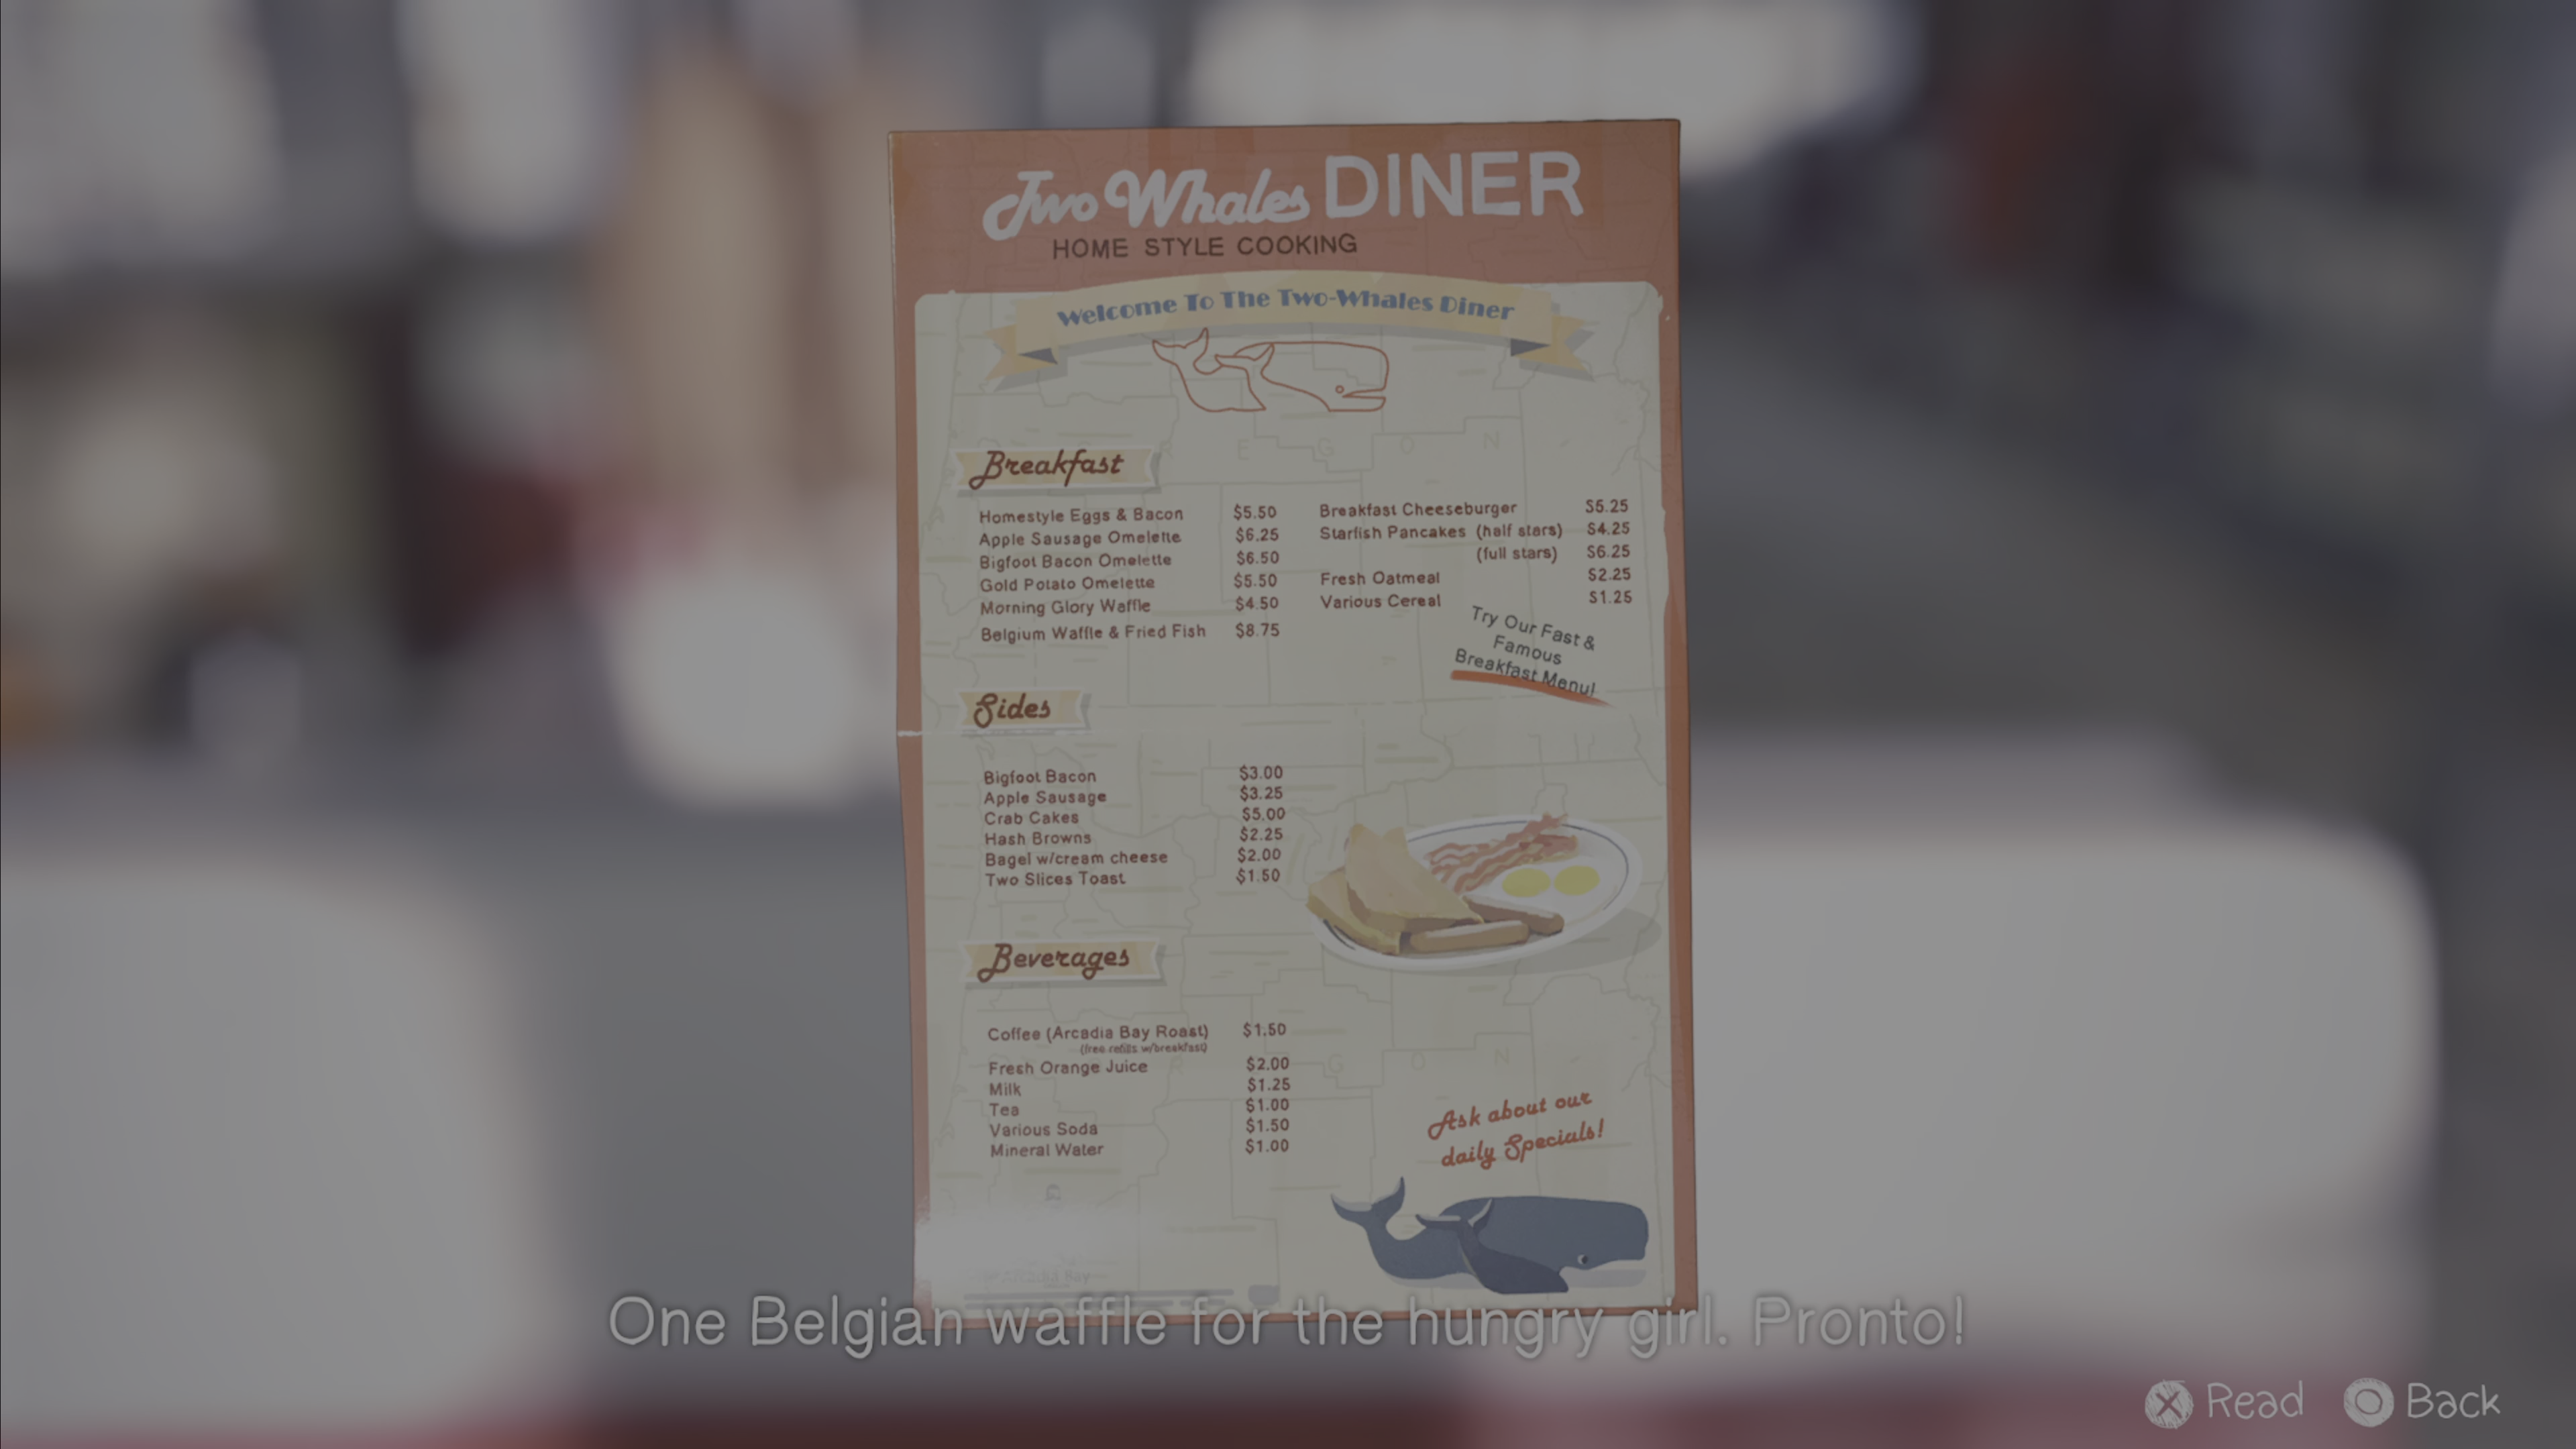 Two Whales DINER
HOME STYLE COOKING
Welcome To The Two-Whales Diner
OREGON
Breakfast
Homestyle Eggs & Bacon $5.50
Apple Sausage Omelette $6.25
Bigfoot Bacon Omelette $6.50
Gold Potato Omelette $5.50
Morning Glory Waffle $4.50
Belgium Waffle & Fried Fish $8.75
Breakfast Cheeseburger $5.25
Starfish Pancakes (half stars) $4.25
(full stars) $6.25
Fresh Oatmeal $2.25
Various Cereal $1.25
Try Our Fast &
Famous
Breakfast Menu!
Sides
Bigfoot Bacon $3.00
Apple Sausage $3.25
Crab Cakes $5.00
Hash Browns $2.25
Bagel w/cream cheese $2.00
Two Slices Toast $1.50
Beverages
Coffee (Arcadia Bay Roast) $1.50
(free refills w/breakfast)
Fresh Orange Juice $2.00
Milk $1.25
Tea $1.00
Various Soda $1.50
Mineral Water $1.00
Ask about our
daily Specials!
One Belgian waffle for the hungry girl. Pronto!
Read
Back